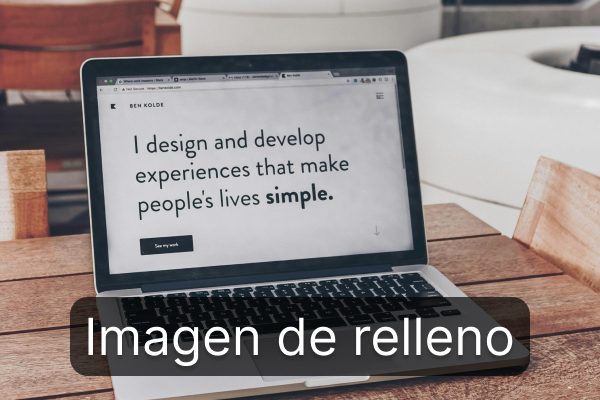 BEN KOLDE
I design and develop
experiences that make
people's lives simple.
See my work
Imagen de relleno